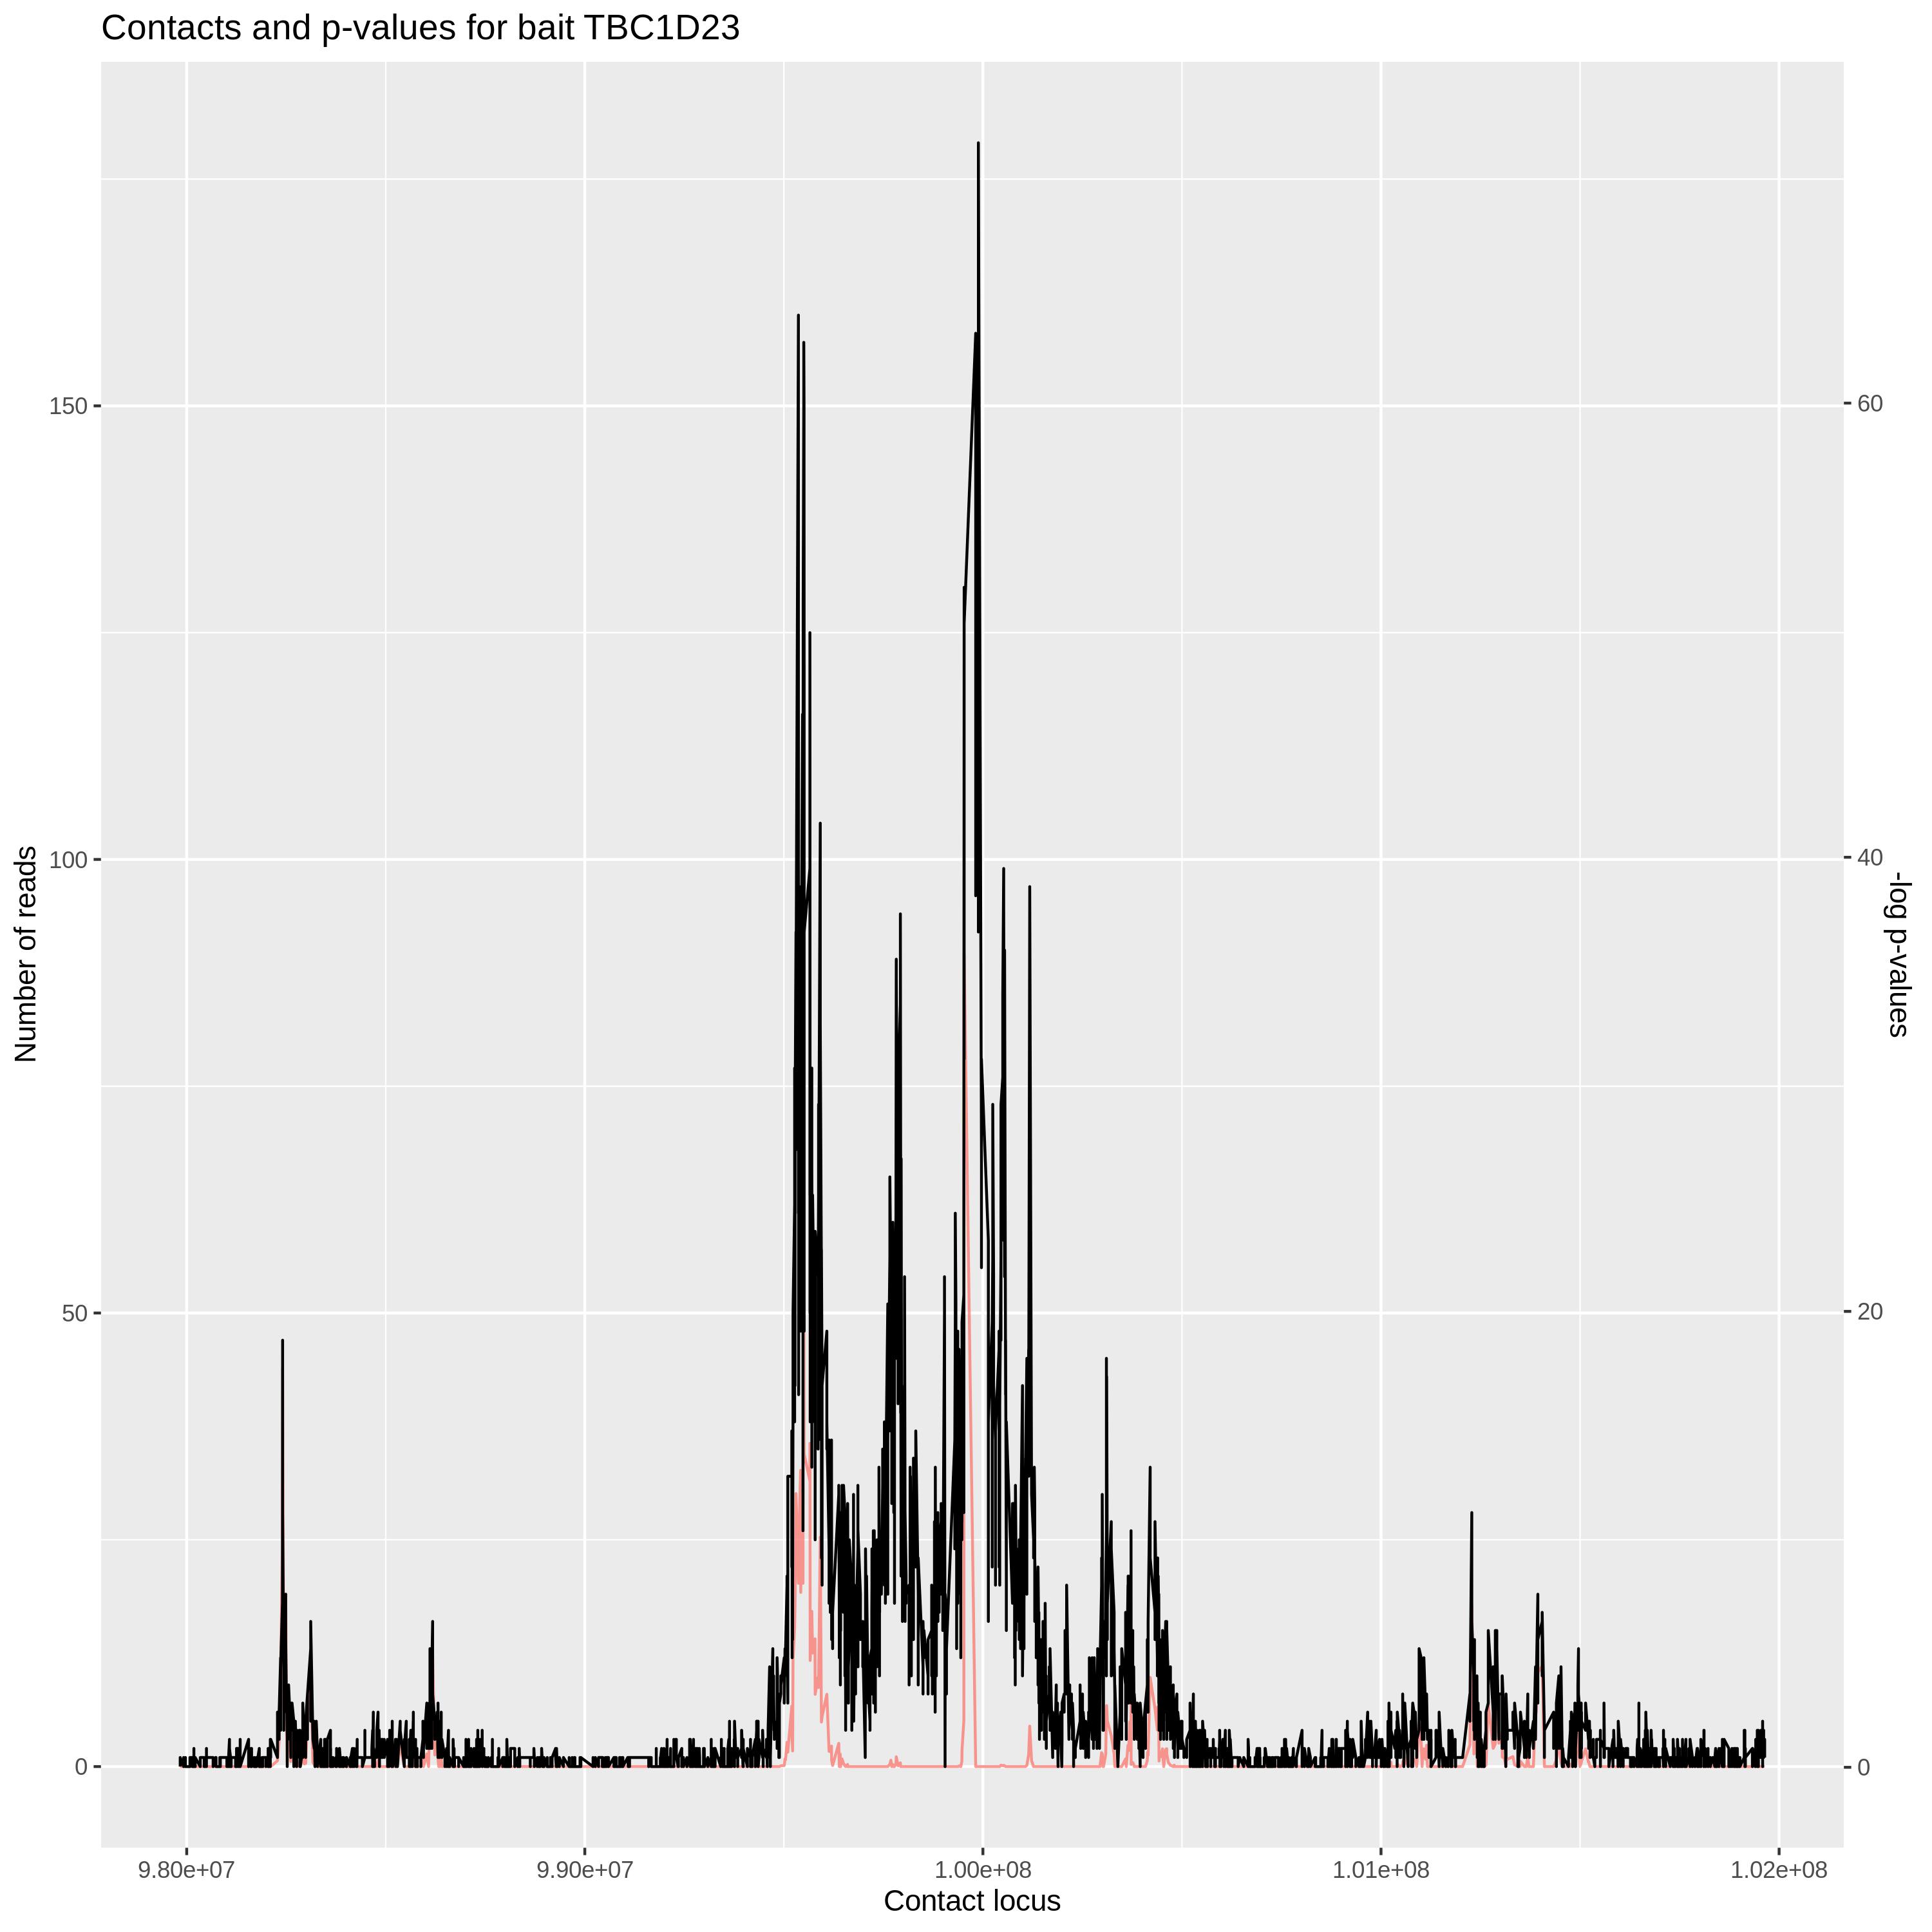 Contacts and p-values for bait TBC1D23
Number of reads
150
100
50
0
60
40
20
0
-log p-values
9.80e+07
9.90e+07
1.00e+08
1.01e+08
1.02e+08
Contact locus